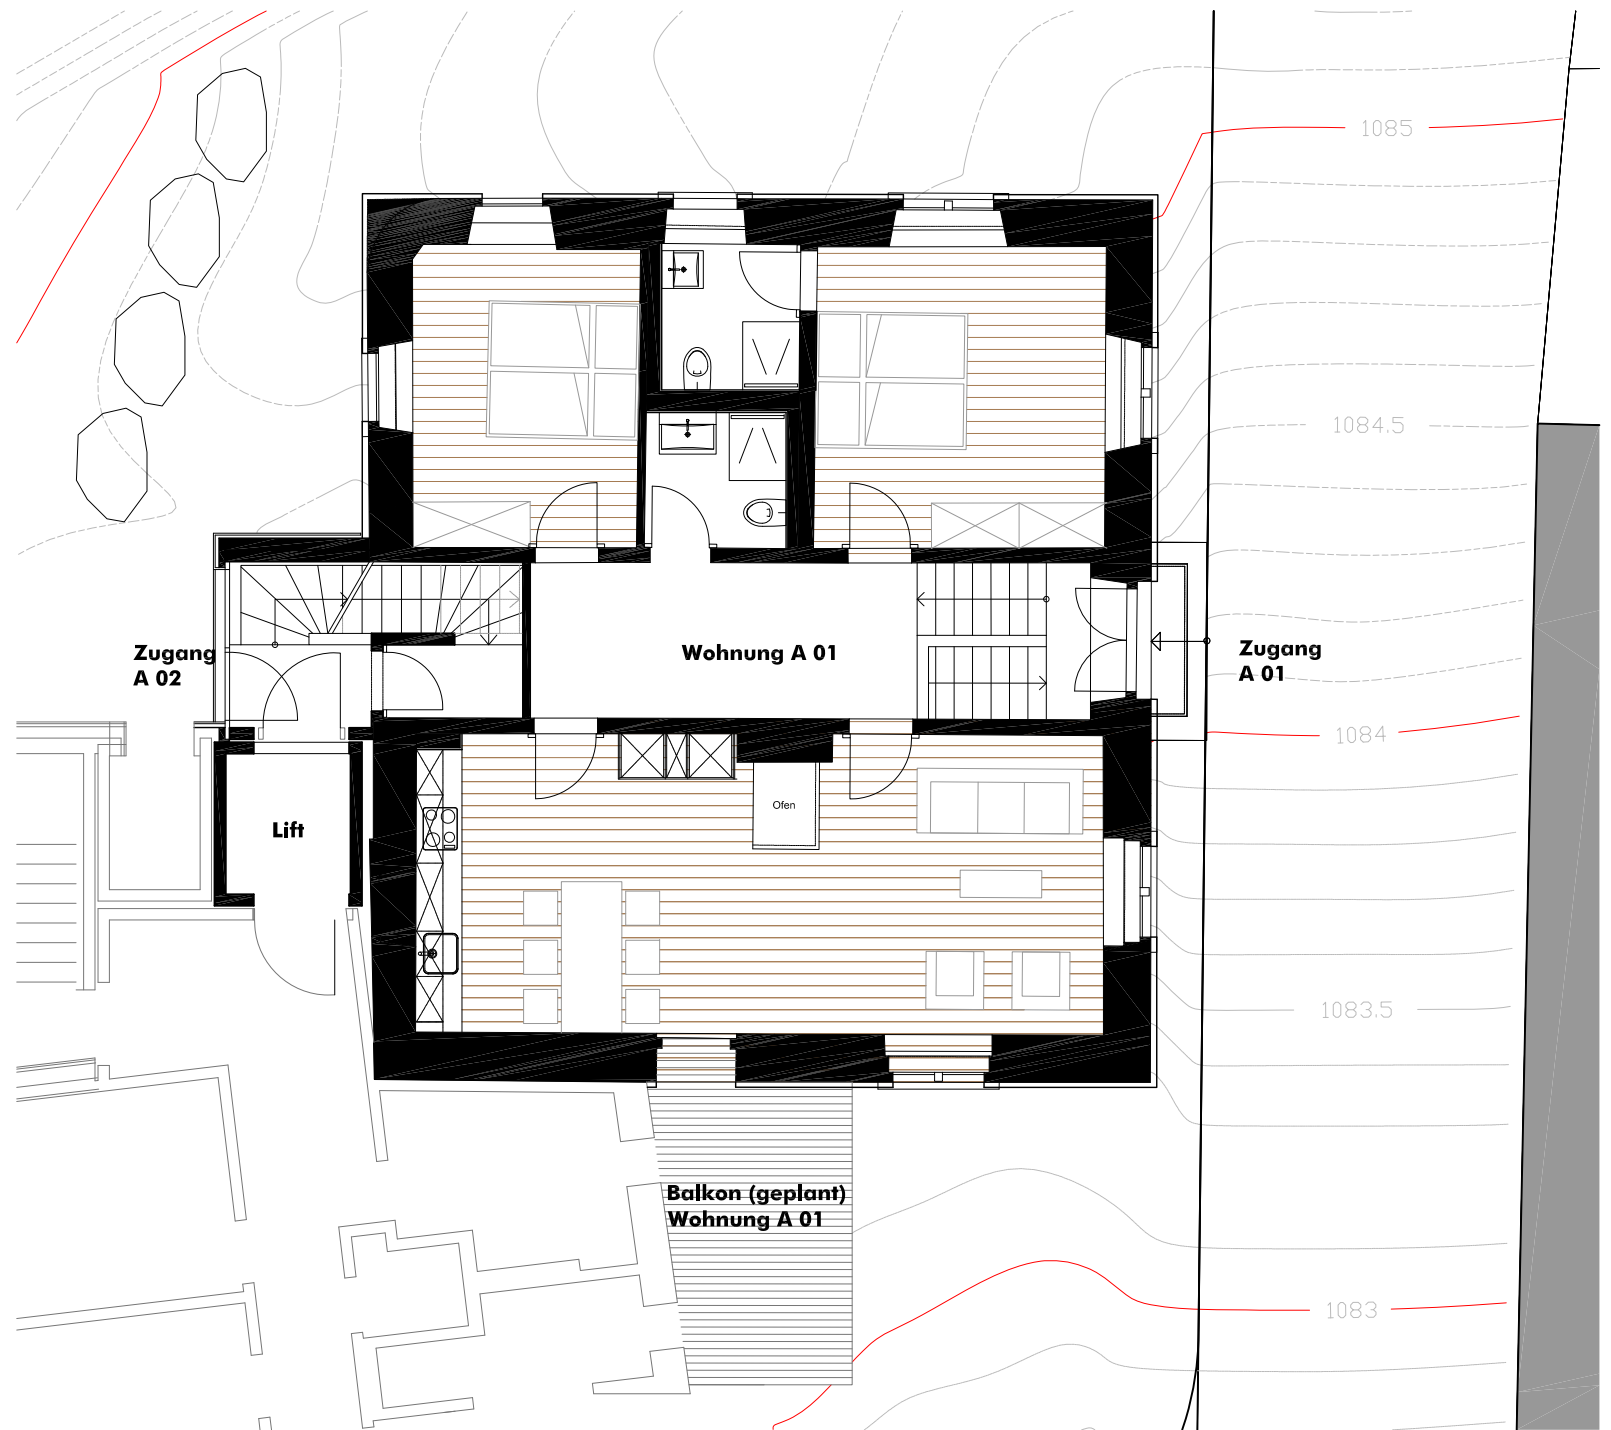 1085
1084.5
Zugang
A 02
Wohnung A 01
Zugang
A 01
1084
Ofen
Lift
1083.5
Balkon (geplant)
Wohnung A 01
1083